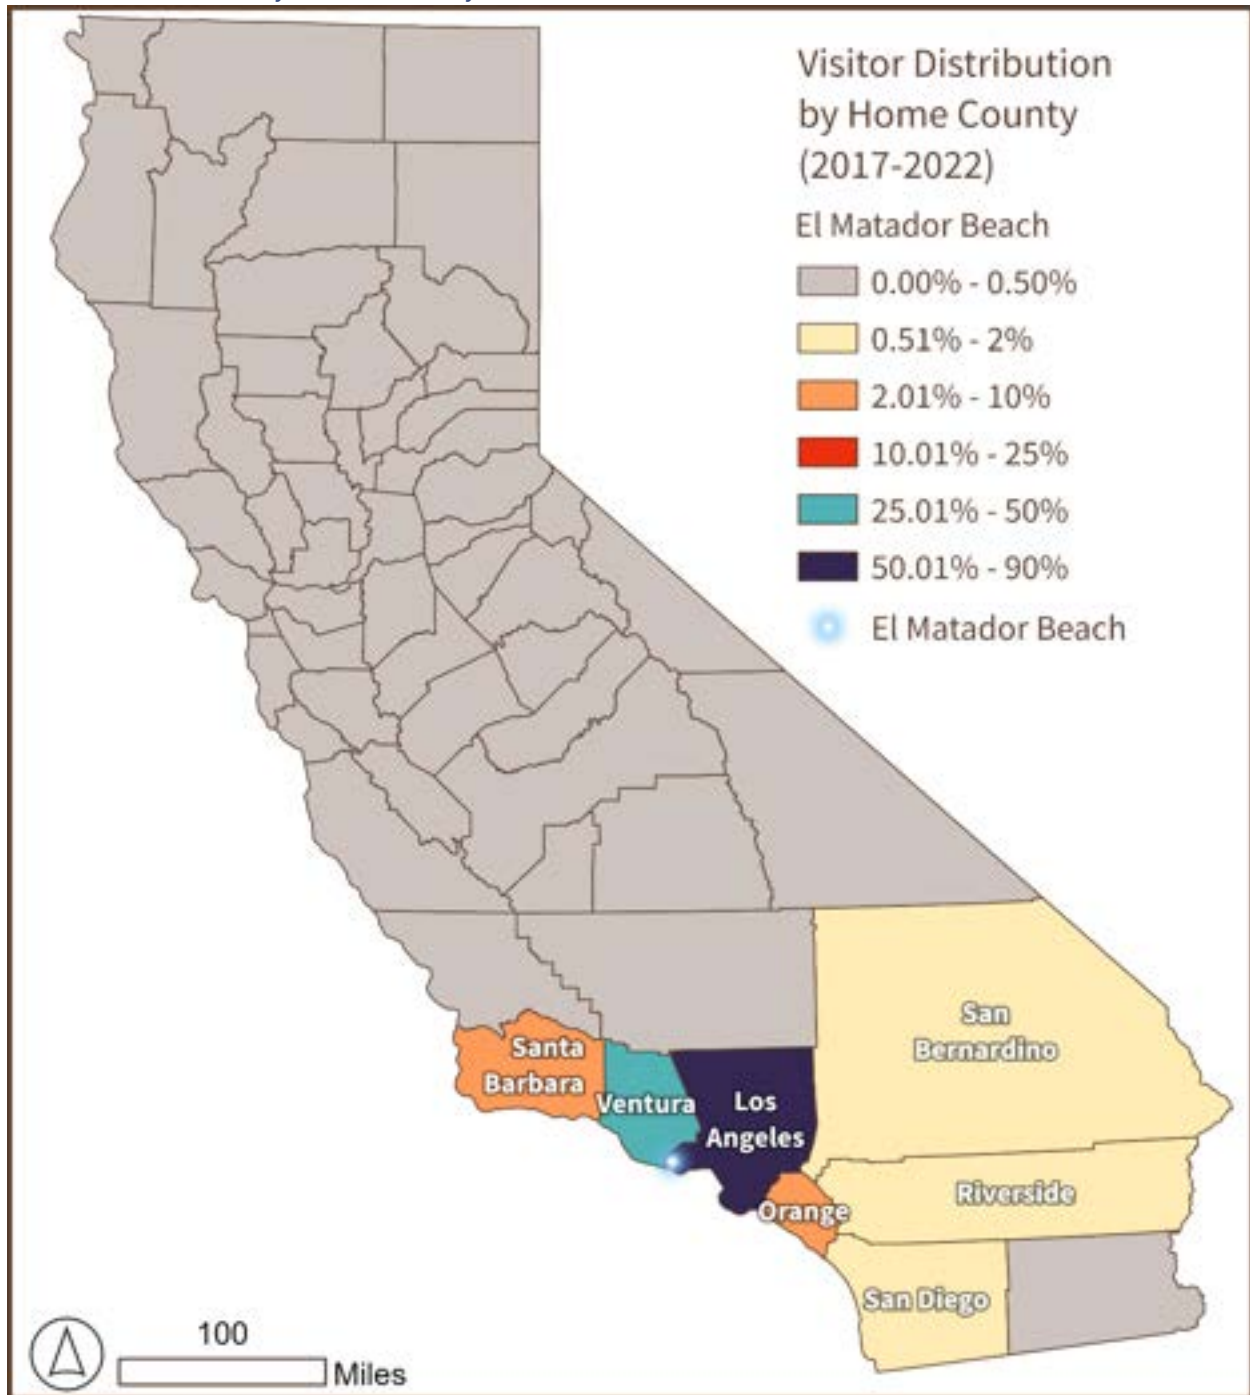 Visitor Distribution
by Home County
(2017-2022)
El Matador Beach
0.00% - 0.50%
0.51% - 2%
2.01% - 10%
10.01% - 25%
25.01% - 50%
50.01% - 90%
El Matador Beach
San
Bernardino
Santa
Barbara
Ventura
Los
Angeles
Riverside
Orange
San Diego
100
Miles